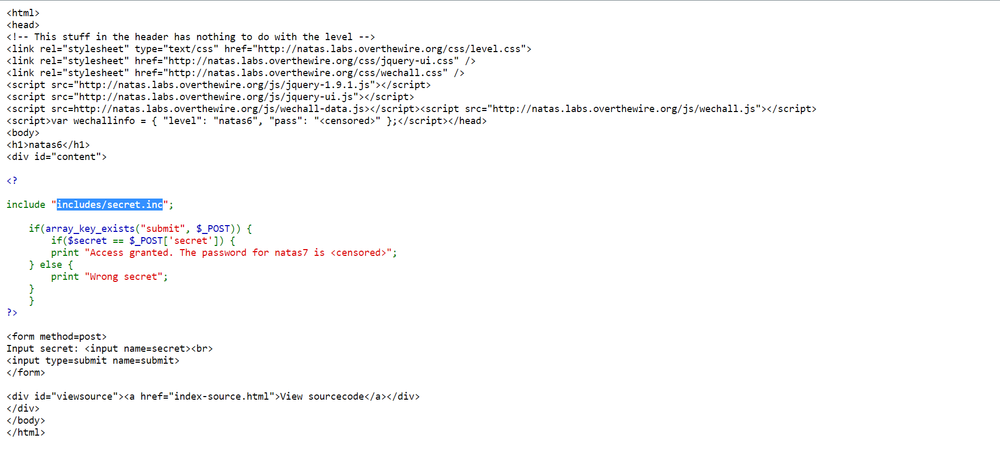 <html>
<head>
<!-- This stuff in the header has nothing to do with the level -->
<link rel="stylesheet" type="text/css" href="http://natas.labs.overthewire.org/css/level.css">
<link rel="stylesheet" href="http://natas.labs.overthewire.org/css/jquery-ui.css" />
<link rel="stylesheet" href="http://natas.labs.overthewire.org/css/wechall.css" />
<script src="http://natas.labs.overthewire.org/js/jquery-1.9.1.js"></script>
<script src="http://natas.labs.overthewire.org/js/jquery-ui.js"></script>
<script src=http://natas.labs.overthewire.org/js/wechall-data.js></script><script src="http://natas.labs.overthewire.org/js/wechall.js"></script>
<script>var wechallinfo = { "level": "natas6", "pass": "<censored>" };</script></head>
<body>
<h1>natas6</h1>
<div id="content">

<?

include "includes/secret.inc";

    if(array_key_exists("submit", $_POST)) {
        if($secret == $_POST['secret']) {
        print "Access granted. The password for natas7 is <censored>";
    } else {
        print "Wrong secret";
    }
    }
?>

<form method=post>
Input secret: <input name=secret><br>
<input type=submit name=submit>
</form>

<div id="viewsource"><a href="index-source.html">View sourcecode</a></div>
</div>
</body>
</html>